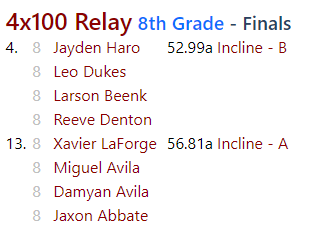 4x100 Relay 8th Grade - Finals
4. 8 Jayden Haro 52.99a Incline - B
8 Leo Dukes
8 Larson Beenk
8 Reeve Denton
13. 8 Xavier LaForge 56.81a Incline - A
8 Miguel Avila
8 Damyan Avila
8 Jaxon Abbate